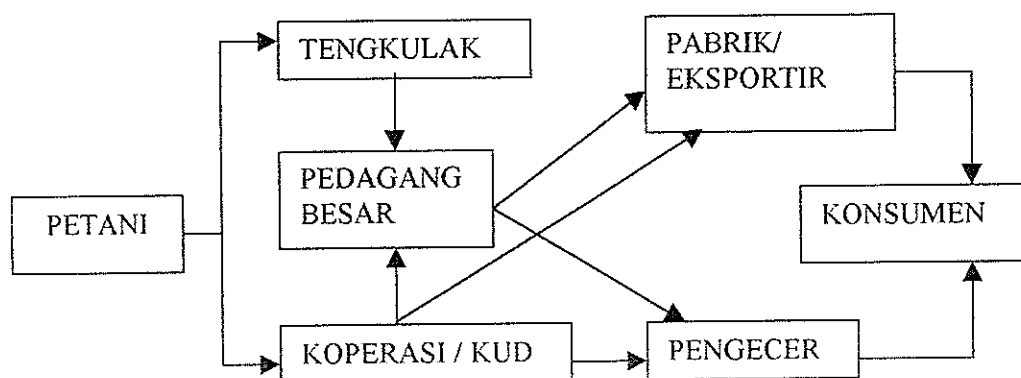 TENGKULAK
PABRIK/
EKSPORTIR
PEDAGANG
BESAR
PETANI
KONSUMEN
KOPERASI / KUD
PENGECER